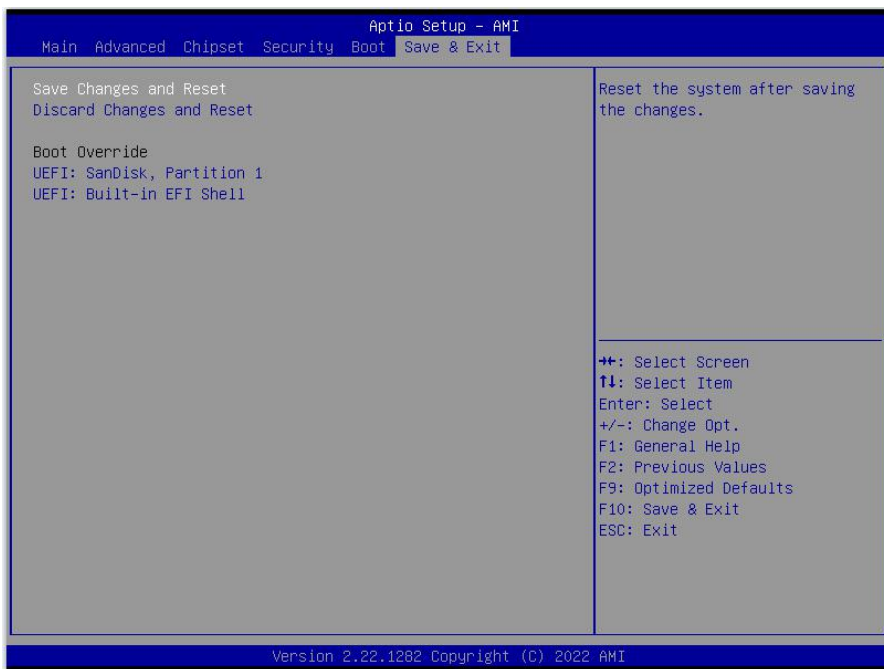 Aptio Setup – AMI
Main Advanced Chipset Security Boot Save & Exit
Save Changes and Reset
Discard Changes and Reset
Boot Override
UEFI: SanDisk, Partition 1
UEFI: Built-in EFI Shell
Reset the system after saving
the changes.
→←: Select Screen
↑↓: Select Item
Enter: Select
+/-: Change Opt.
F1: General Help
F2: Previous Values
F9: Optimized Defaults
F10: Save & Exit
ESC: Exit
Version 2.22.1282 Copyright (C) 2022 AMI